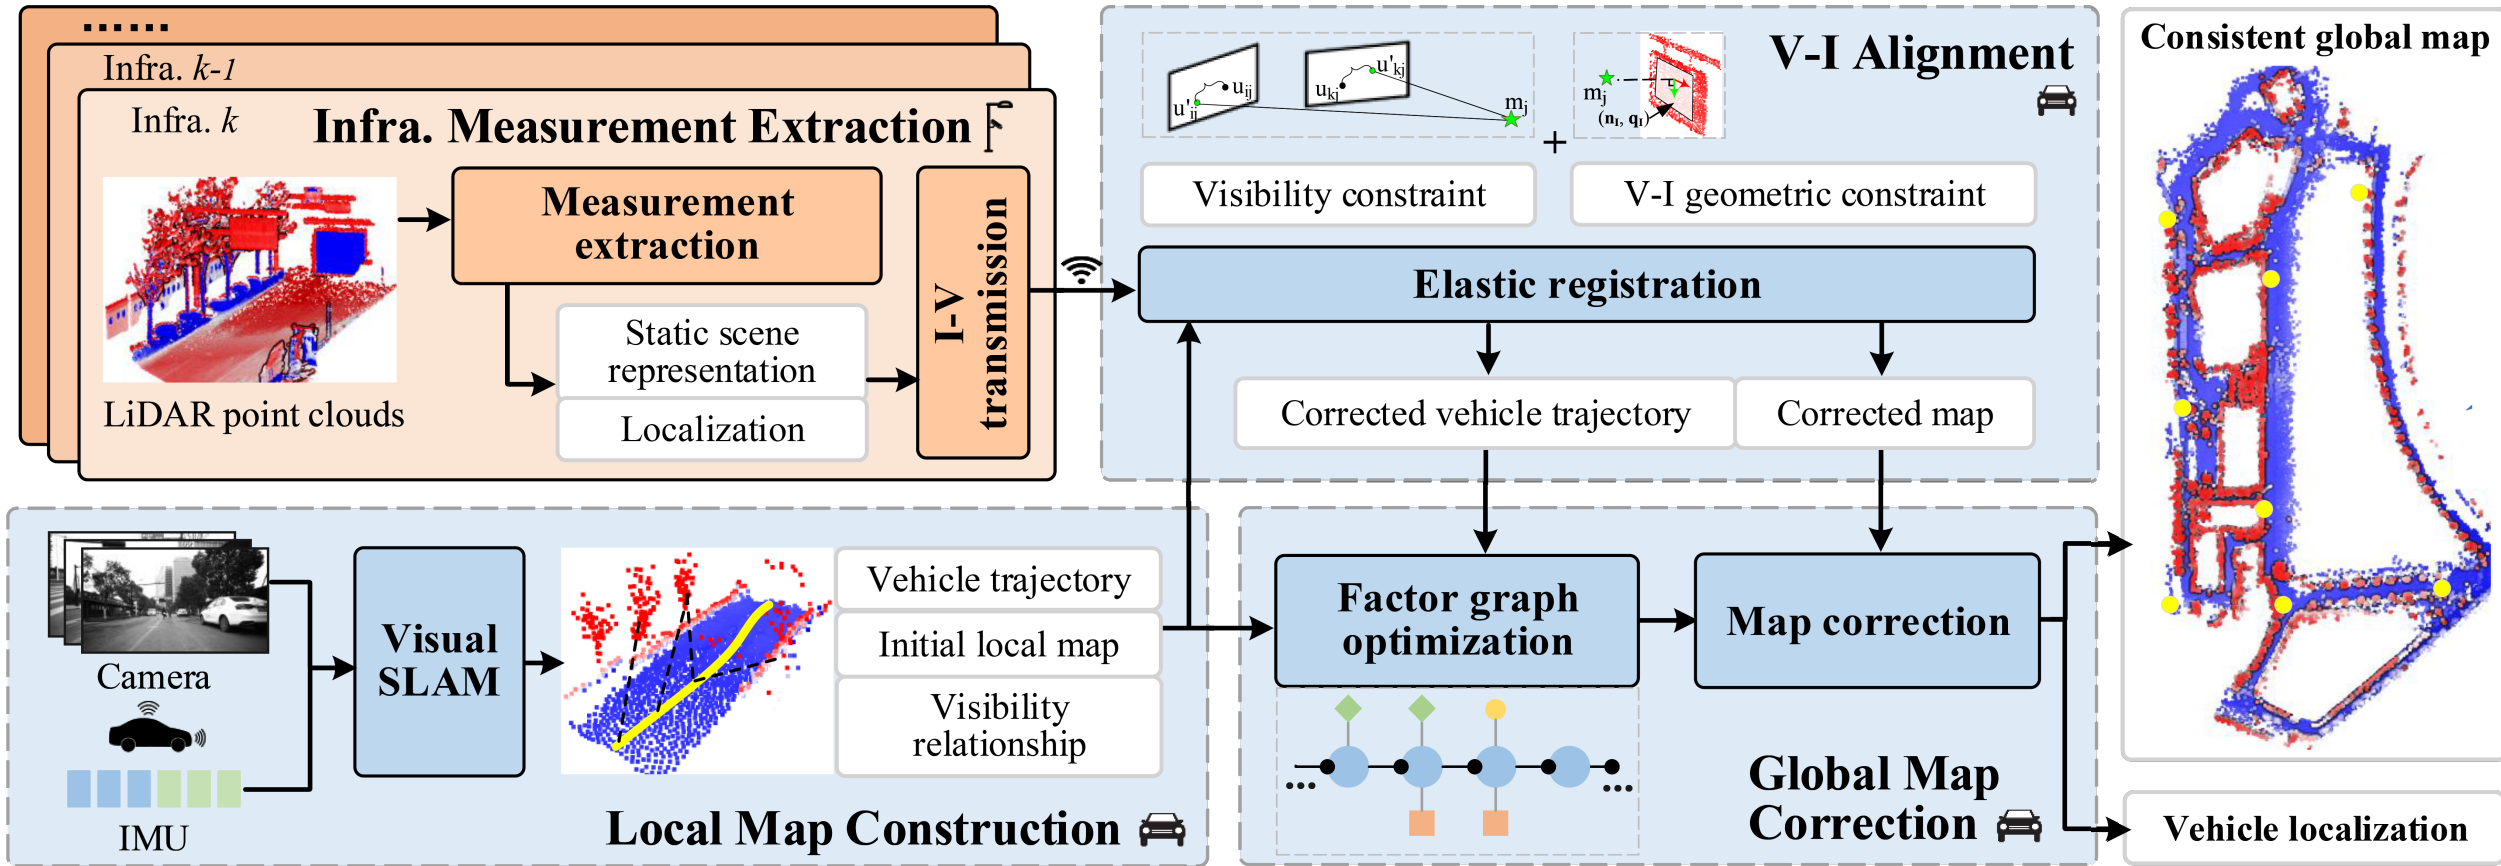 ......
Infra. k-1
Infra. k
Infra. Measurement Extraction
LiDAR point clouds
Measurement
extraction
Static scene
representation
Localization
I-V
transmission
V-I Alignment
u'ij
uij
ukj
u'kj
mj
+
mj
(nI, qI)
Visibility constraint
V-I geometric constraint
Elastic registration
Corrected vehicle trajectory
Corrected map
Camera
IMU
Visual
SLAM
Vehicle trajectory
Initial local map
Visibility
relationship
Local Map Construction
Factor graph
optimization
Map correction
...
...
Global Map
Correction
Consistent global map
Vehicle localization